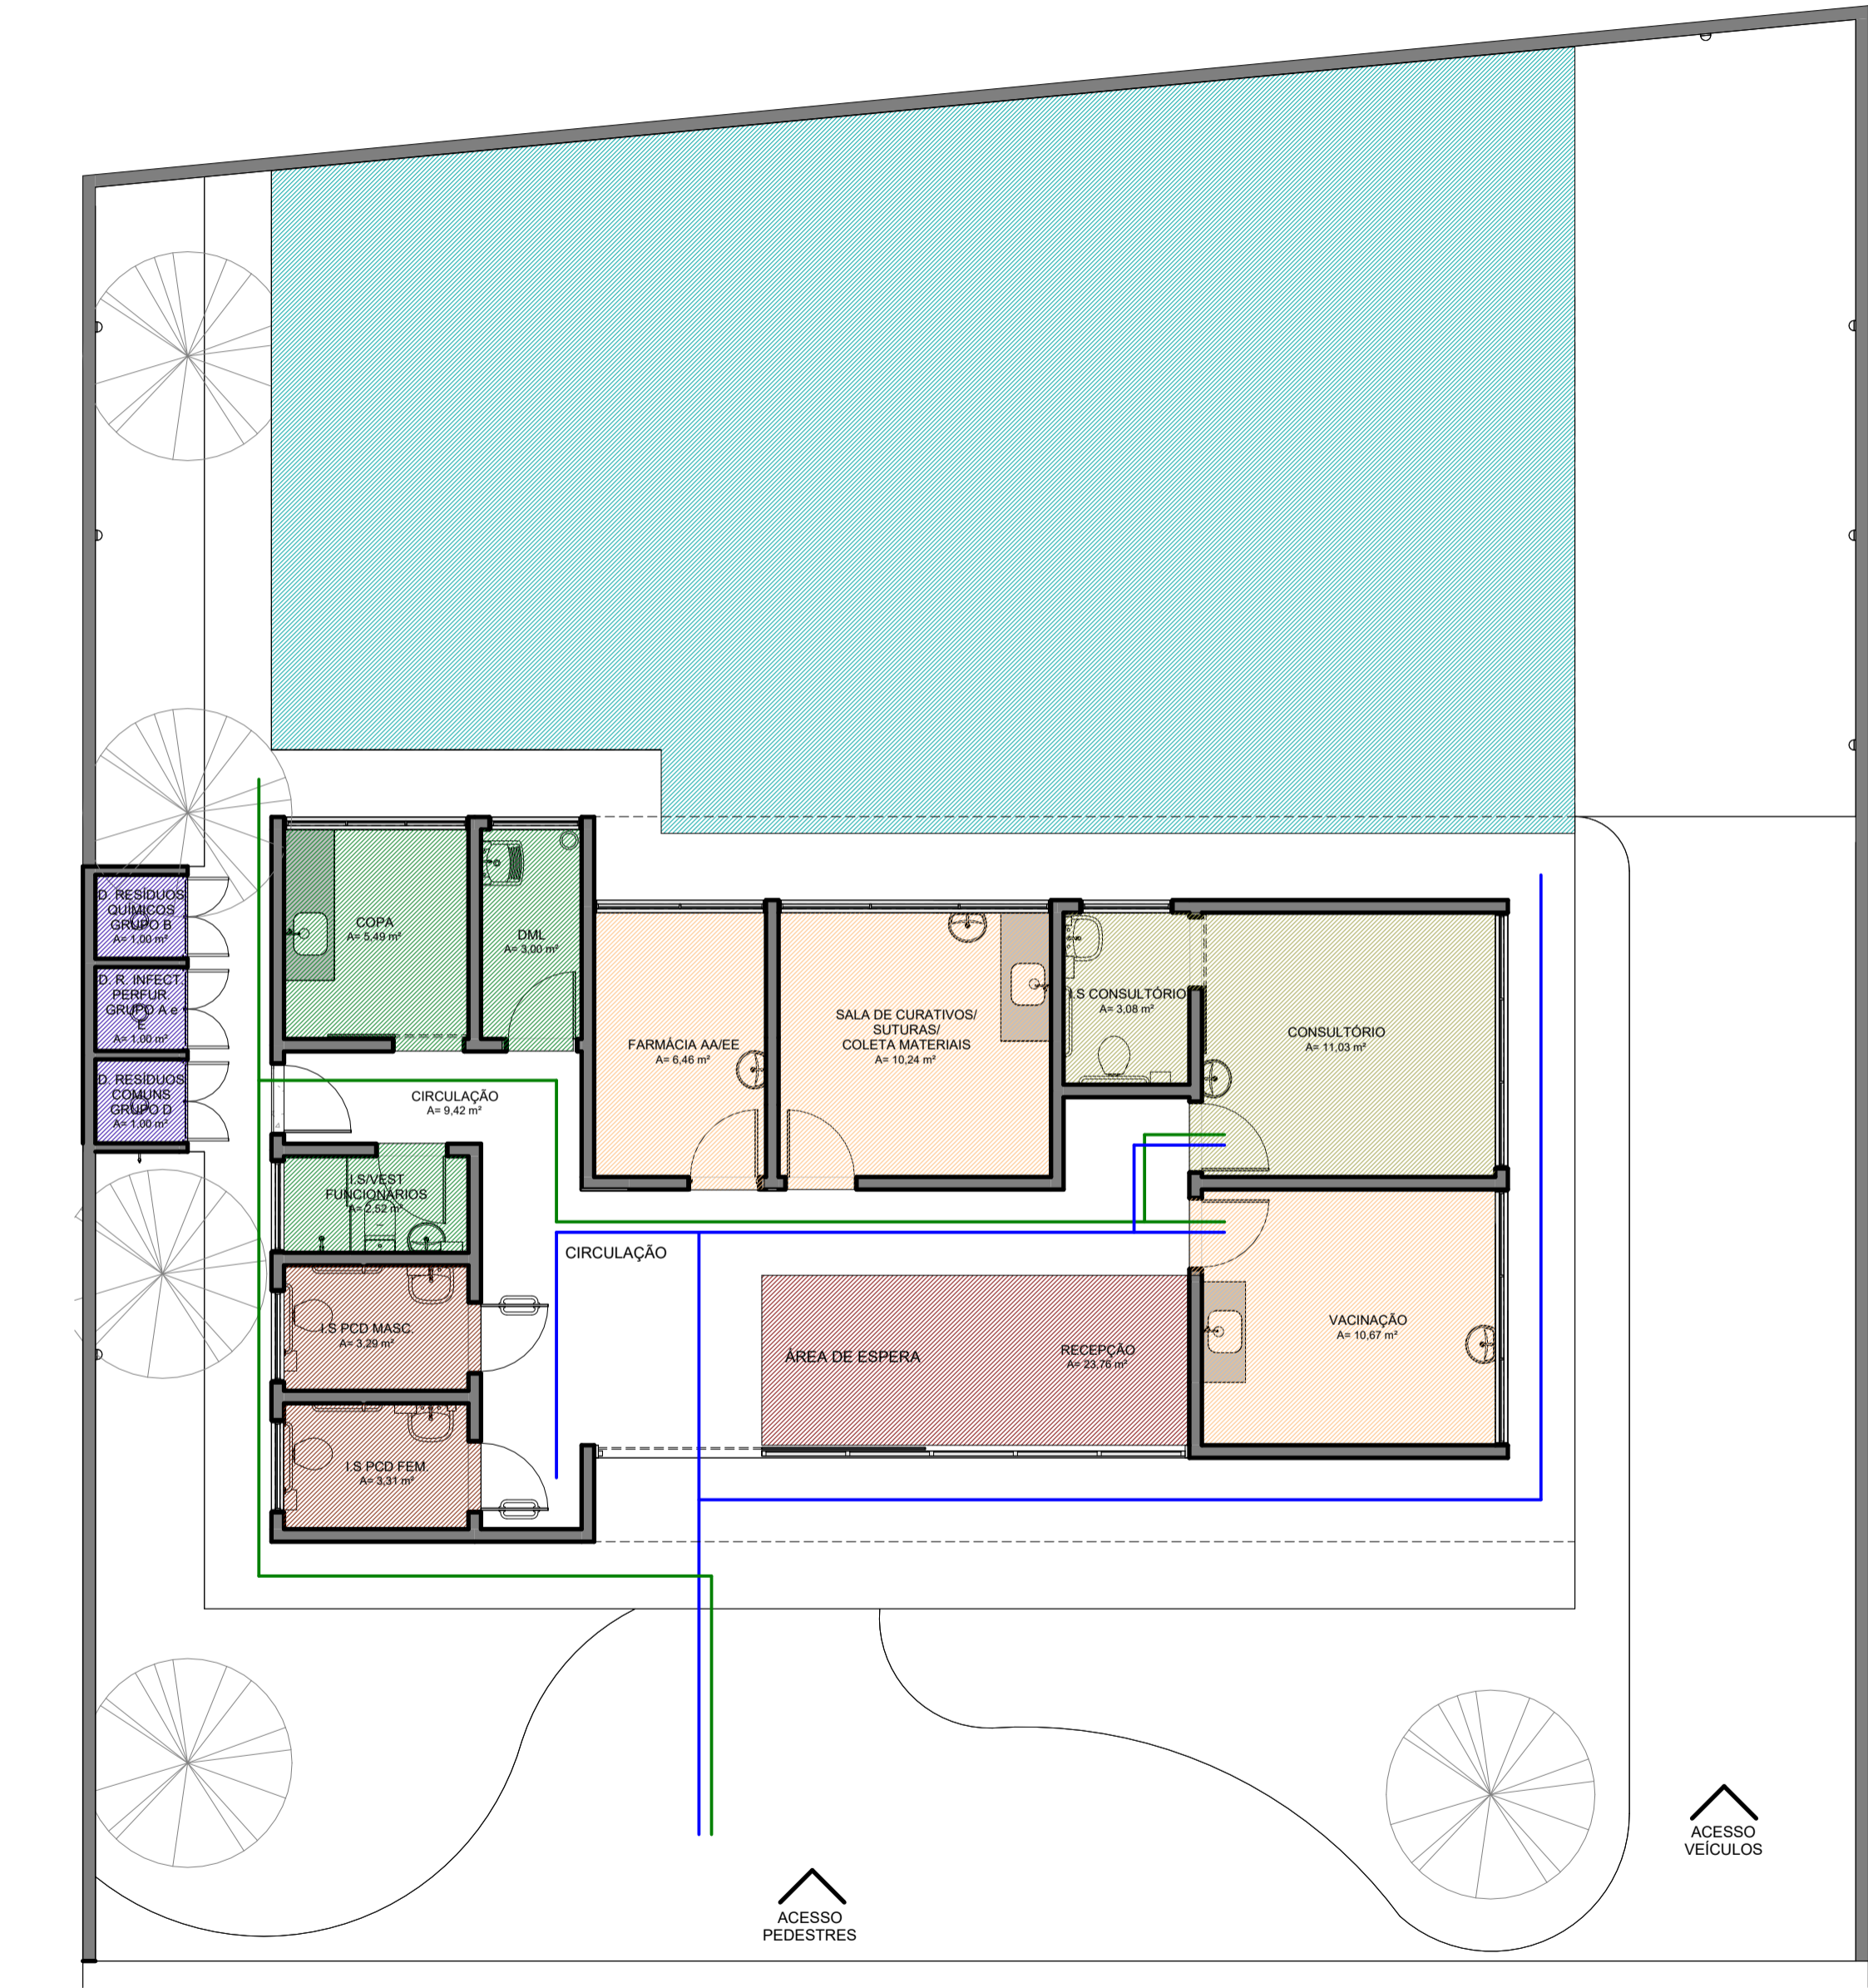 D. RESÍDUOS
QUÍMICOS
GRUPO B
A= 1,00 m²
D. R. INFECT.
PERFUR.
GRUPO A e
E
A= 1,00 m²
D. RESÍDUOS
COMUNS
GRUPO D
A= 1,00 m²
COPA
A= 5,49 m²
DML
A= 3,00 m²
FARMÁCIA AA/EE
A= 6,46 m²
SALA DE CURATIVOS/
SUTURAS/
COLETA MATERIAIS
A= 10,24 m²
I.S CONSULTÓRIO
A= 3,08 m²
CONSULTÓRIO
A= 11,03 m²
CIRCULAÇÃO
A= 9,42 m²
I.S/VEST
FUNCIONÁRIOS
A= 2,52 m²
CIRCULAÇÃO
I.S PCD MASC.
A= 3,29 m²
ÁREA DE ESPERA
RECEPÇÃO
A= 23,76 m²
VACINAÇÃO
A= 10,67 m²
I.S PCD FEM.
A= 3,31 m²
ACESSO
VEÍCULOS
ACESSO
PEDESTRES